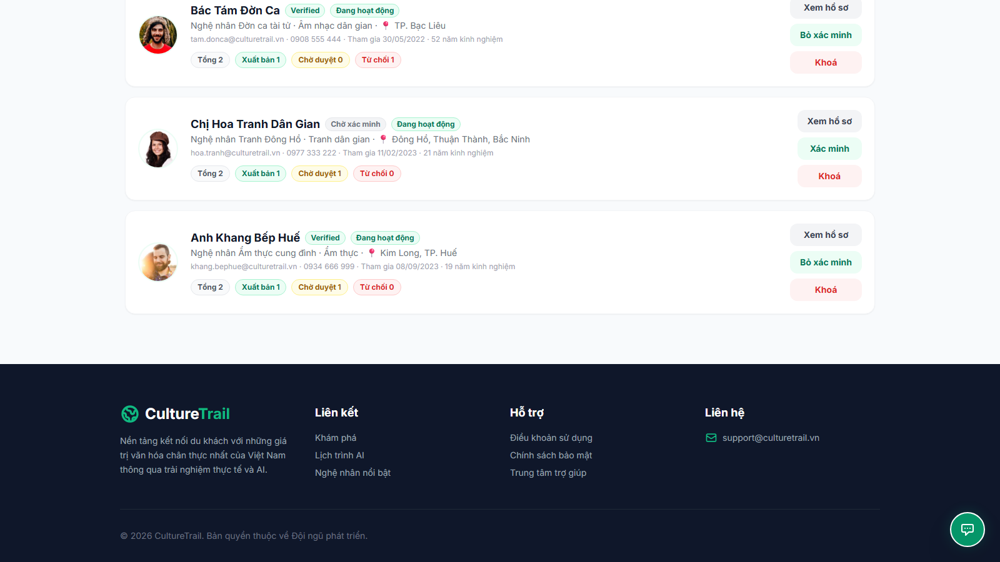 Bác Tám Đờn Ca Verified Đang hoạt động
Nghệ nhân Đờn ca tài tử · Âm nhạc dân gian · 📍 TP. Bạc Liêu
tam.donca@culturetrail.vn · 0908 555 444 · Tham gia 30/05/2022 · 52 năm kinh nghiệm
Tổng 2 Xuất bản 1 Chờ duyệt 0 Từ chối 1
Xem hồ sơ
Bỏ xác minh
Khoá
Chị Hoa Tranh Dân Gian Chờ xác minh Đang hoạt động
Nghệ nhân Tranh Đông Hồ · Tranh dân gian · 📍 Đông Hồ, Thuận Thành, Bắc Ninh
hoa.tranh@culturetrail.vn · 0977 333 222 · Tham gia 11/02/2023 · 21 năm kinh nghiệm
Tổng 2 Xuất bản 1 Chờ duyệt 1 Từ chối 0
Xem hồ sơ
Xác minh
Khoá
Anh Khang Bếp Huế Verified Đang hoạt động
Nghệ nhân Ẩm thực cung đình · Ẩm thực · 📍 Kim Long, TP. Huế
khang.bephue@culturetrail.vn · 0934 666 999 · Tham gia 08/09/2023 · 19 năm kinh nghiệm
Tổng 2 Xuất bản 1 Chờ duyệt 1 Từ chối 0
Xem hồ sơ
Bỏ xác minh
Khoá
CultureTrail
Nền tảng kết nối du khách với những giá
trị văn hóa chân thực nhất của Việt Nam
thông qua trải nghiệm thực tế và AI.
Liên kết
Khám phá
Lịch trình AI
Nghệ nhân nổi bật
Hỗ trợ
Điều khoản sử dụng
Chính sách bảo mật
Trung tâm trợ giúp
Liên hệ
support@culturetrail.vn
© 2026 CultureTrail. Bản quyền thuộc về Đội ngũ phát triển.